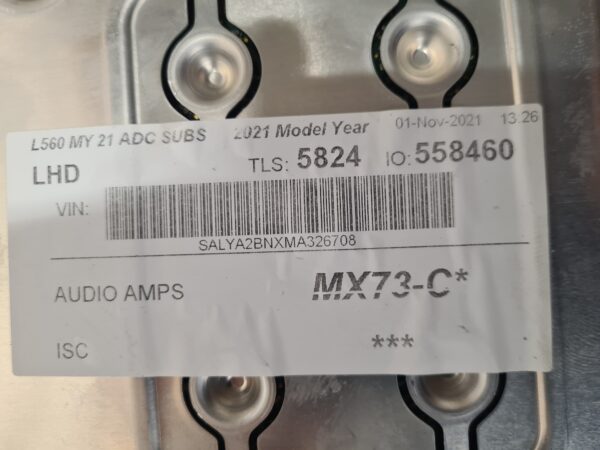 L560 MY 21 ADC SUBS 2021 Model Year 01-Nov-2021 13.26
LHD TLS: 5824 IO: 558460
VIN:
SALYA2BNXMA326708
AUDIO AMPS MX73-C*
ISC ***